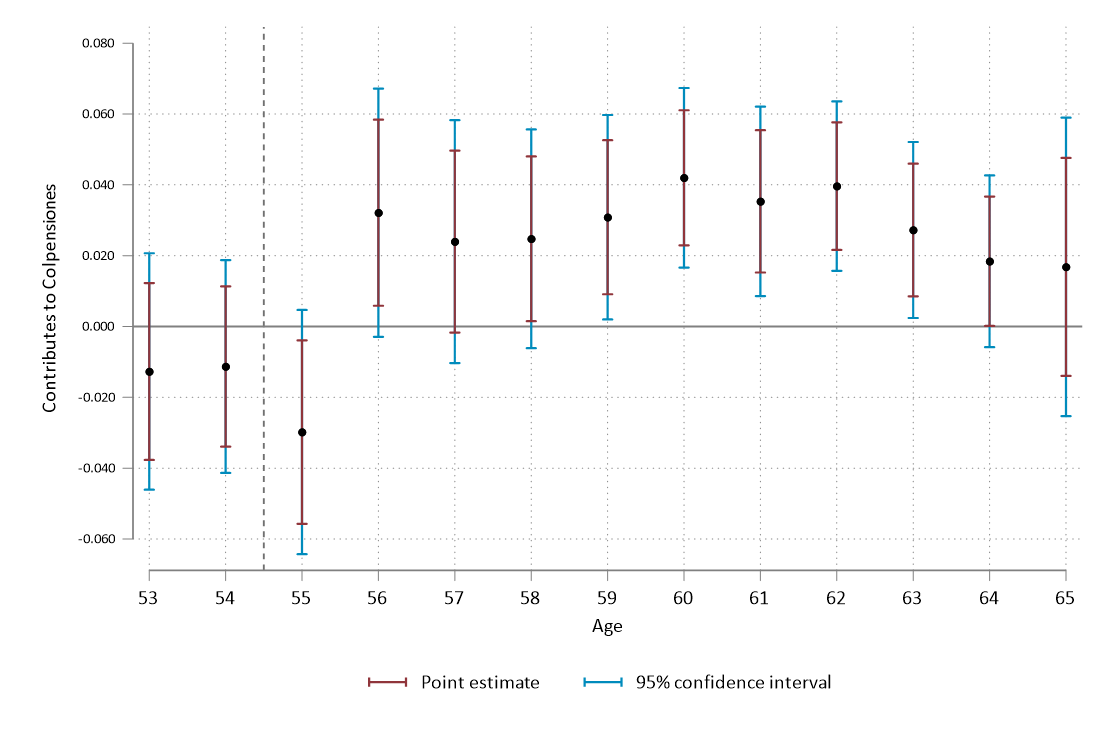 0.080
0.060
0.040
0.020
0.000
-0.020
-0.040
-0.060
Contributes to Colpensiones
53 54 55 56 57 58 59 60 61 62 63 64 65
Age
Point estimate 95% confidence interval